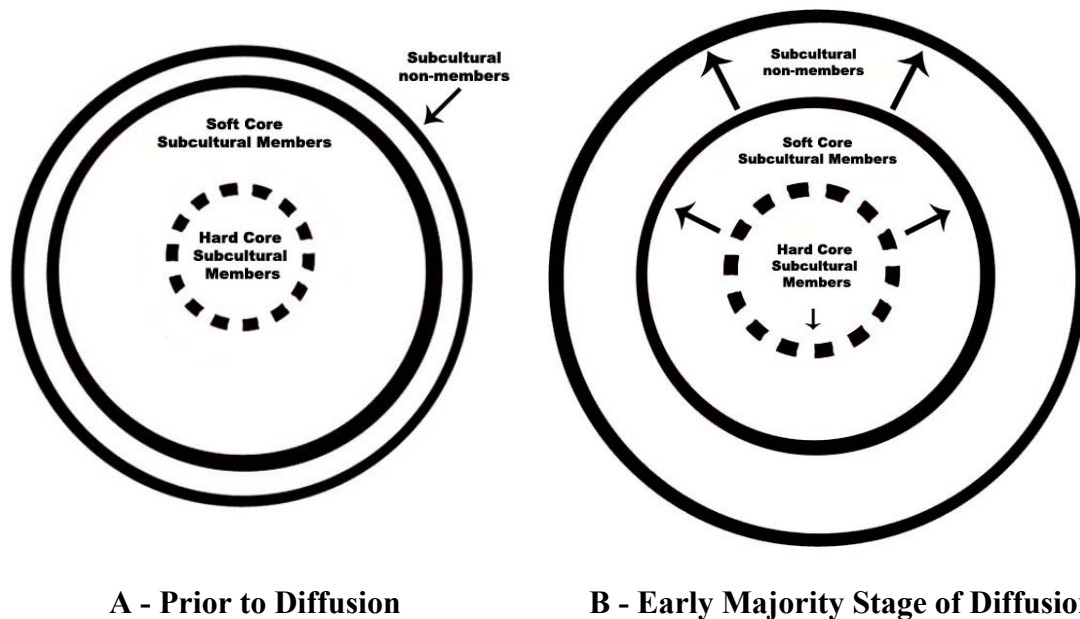 Subcultural
non-members
Soft Core
Subcultural Members
Hard Core
Subcultural
Members
A - Prior to Diffusion
Subcultural
non-members
Soft Core
Subcultural Members
Hard Core
Subcultural
Members
B - Early Majority Stage of Diffusion